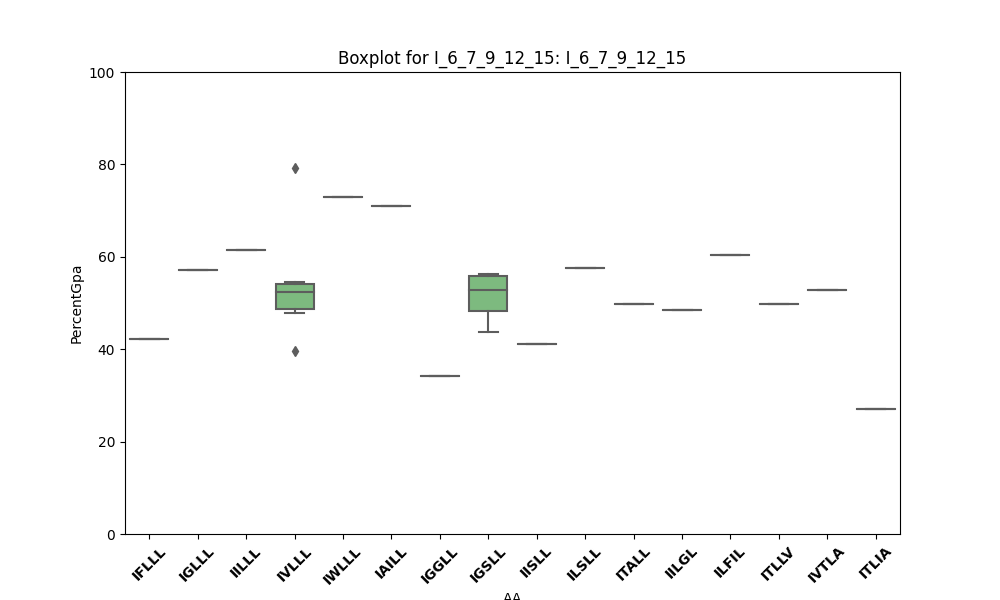 Boxplot for I_6_7_9_12_15: I_6_7_9_12_15
PercentGpa
100
80
60
40
20
0
IFLLL
IGLLL
IILLL
IVLLL
IWLLL
IAILL
IGGLL
IGSLL
IISLL
ILSLL
ITALL
IILGL
ILFIL
ITLLV
IVTLA
ITLIA
AA